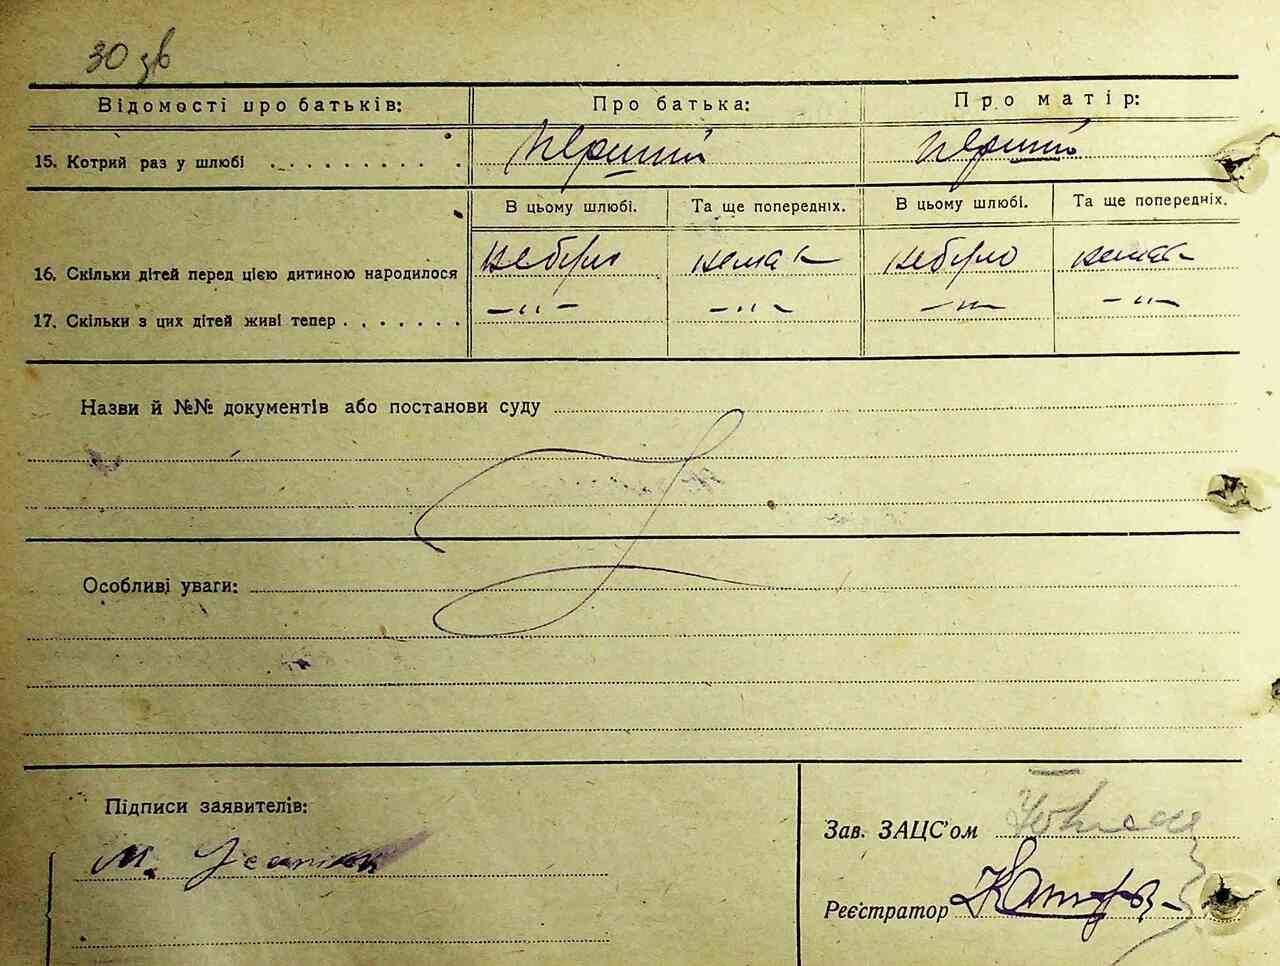 30 зв
Відомості про батьків: Про батька: Про матір:
15. Котрий раз у шлюбі . . . . . . . . . . Перший Перший
В цьому шлюбі. Та ще попередніх. В цьому шлюбі. Та ще попередніх.
16. Скільки дітей перед цією дитиною народилося небуло немає небуло немає
17. Скільки з цих дітей живі тепер . . . . . . . –〃– –〃– –〃– –〃–
Назви й №№ документів або постанови суду
Особливі уваги:
Підписи заявителів:
М.
Зав. ЗАЦС'ом
Реєстратор